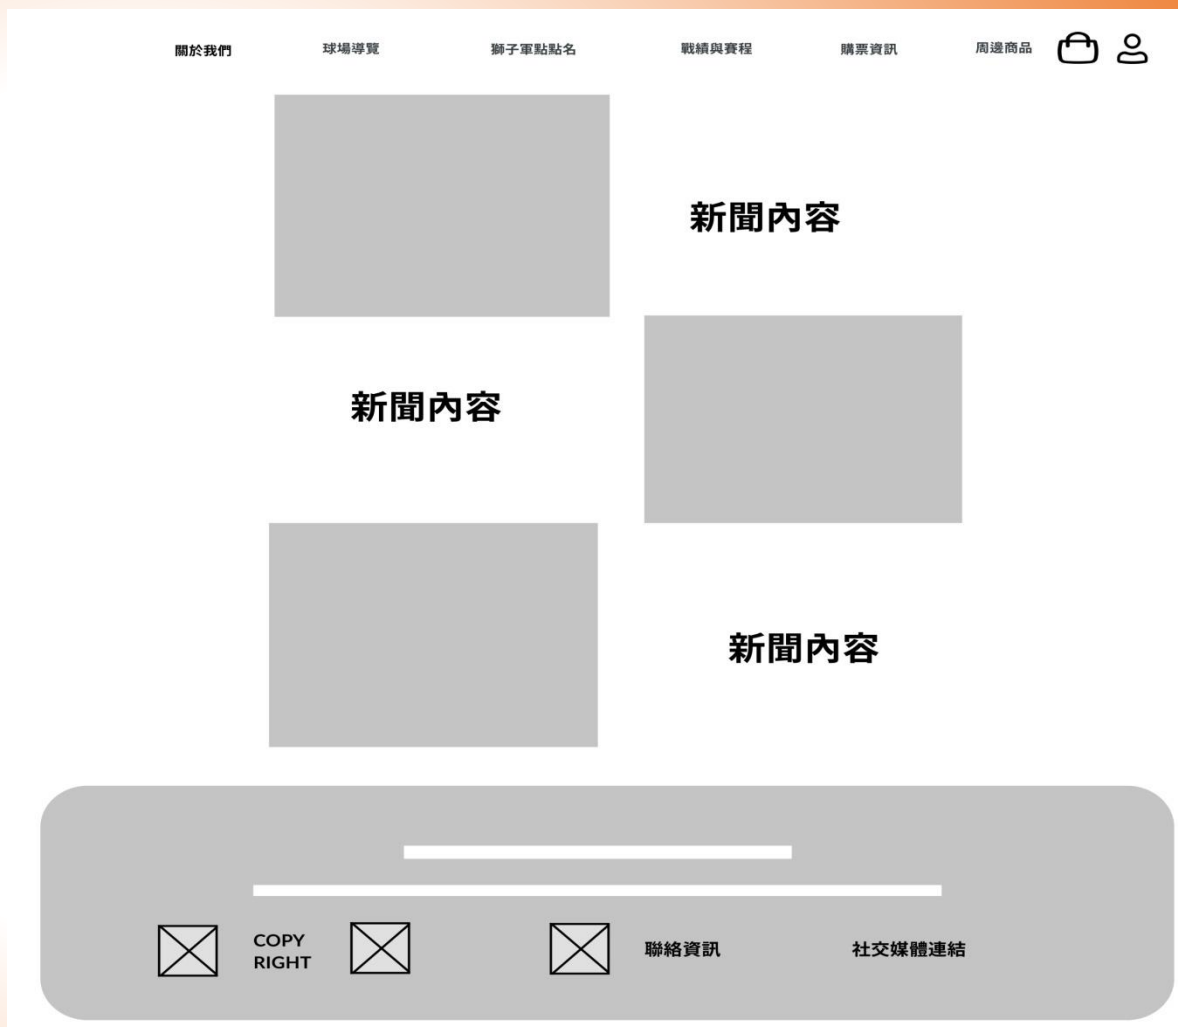 關於我們
球場導覽
獅子軍點點名
戰績與賽程
購票資訊
周邊商品
新聞內容
新聞內容
新聞內容
COPY
RIGHT
聯絡資訊
社交媒體連結